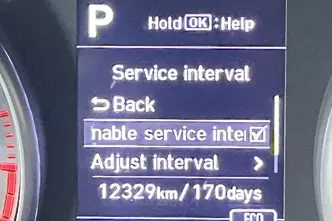 P
Hold OK :Help
Service interval
Back
nable service inte
Adjust interval >
12329km/170days
ECO